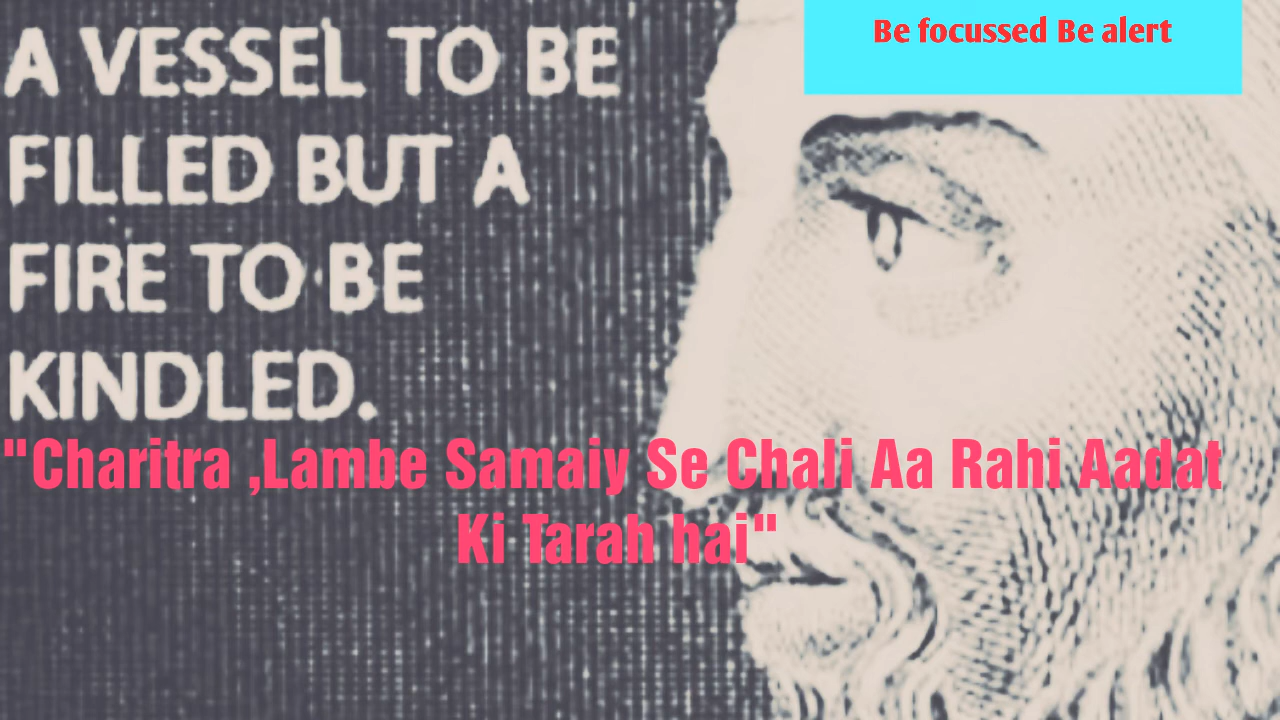 A VESSEL TO BE
FILLED BUT A
FIRE TO BE
KINDLED.
Be focussed Be alert
"Charitra ,Lambe Samaiy Se Chali Aa Rahi Aadat
Ki Tarah hai"